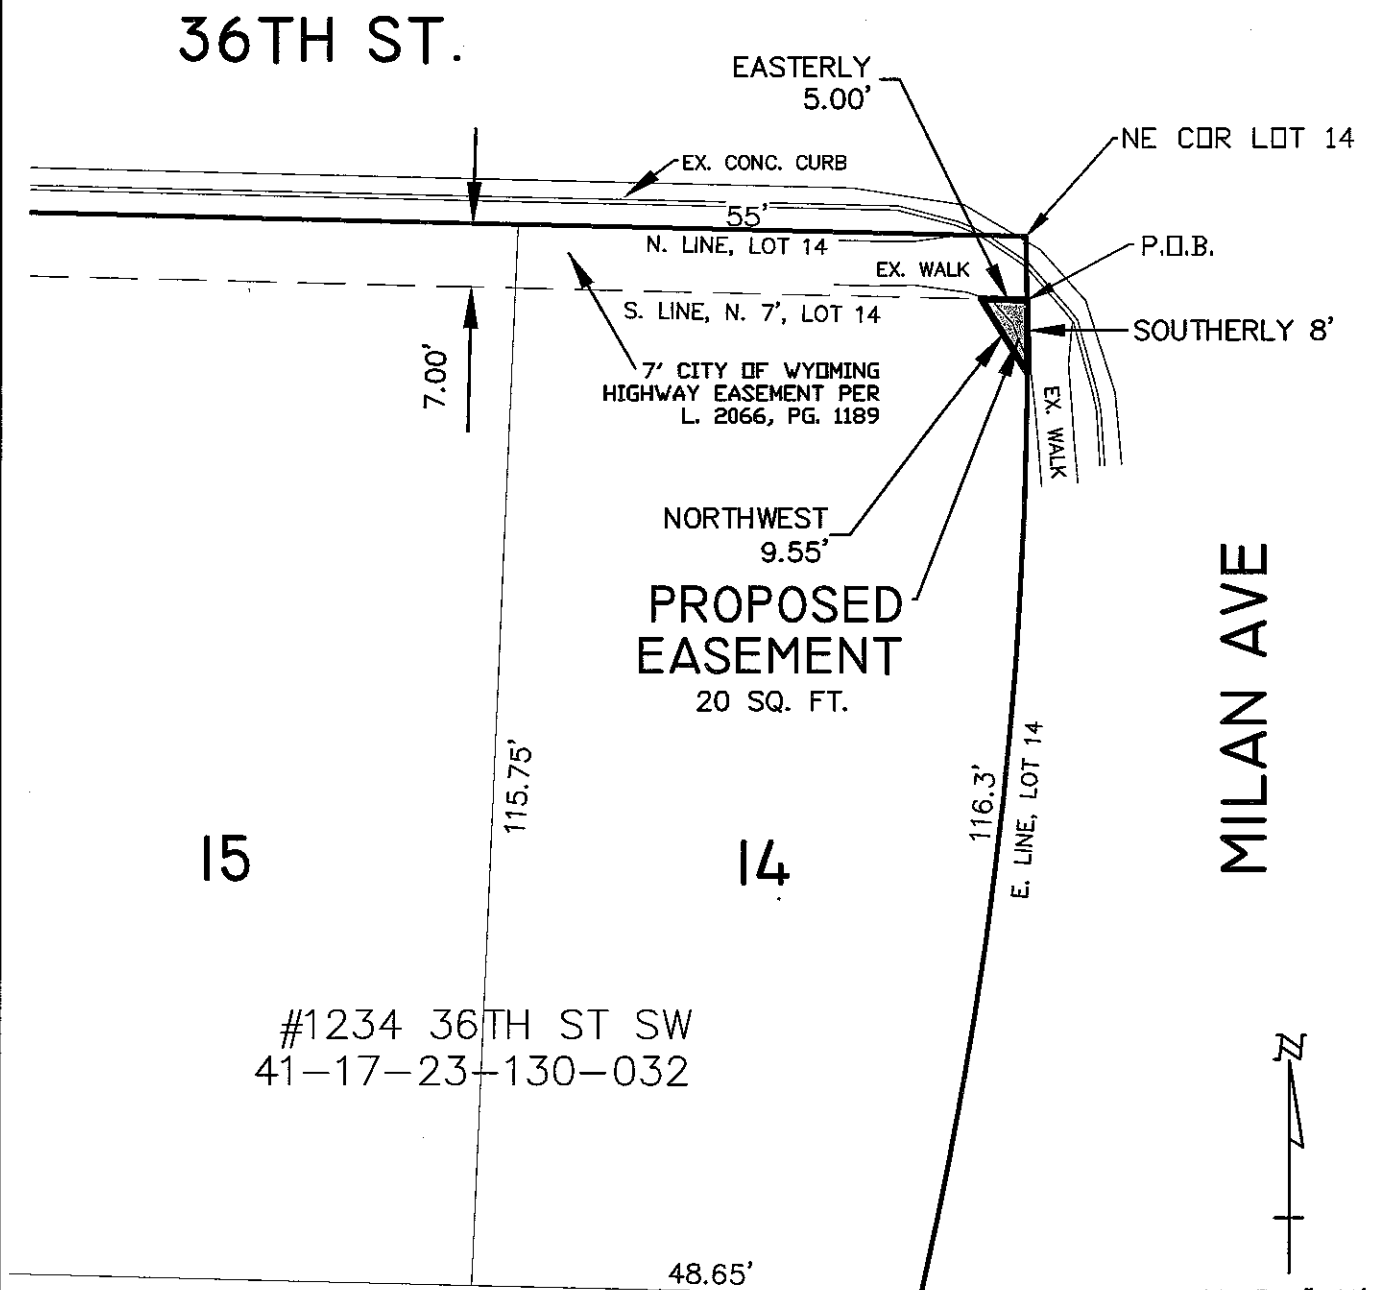 36TH ST.
EASTERLY
5.00'
NE COR LOT 14
EX. CONC. CURB
55'
N. LINE, LOT 14
P.O.B.
EX. WALK
S. LINE, N. 7', LOT 14
SOUTHERLY 8'
7.00'
7' CITY OF WYOMING
HIGHWAY EASEMENT PER
L. 2066, PG. 1189
EX. WALK
NORTHWEST
9.55'
PROPOSED
EASEMENT
20 SQ. FT.
MILAN AVE
115.75'
116.3'
E. LINE, LOT 14
15
14
#1234 36TH ST SW
41-17-23-130-032
N
48.65'